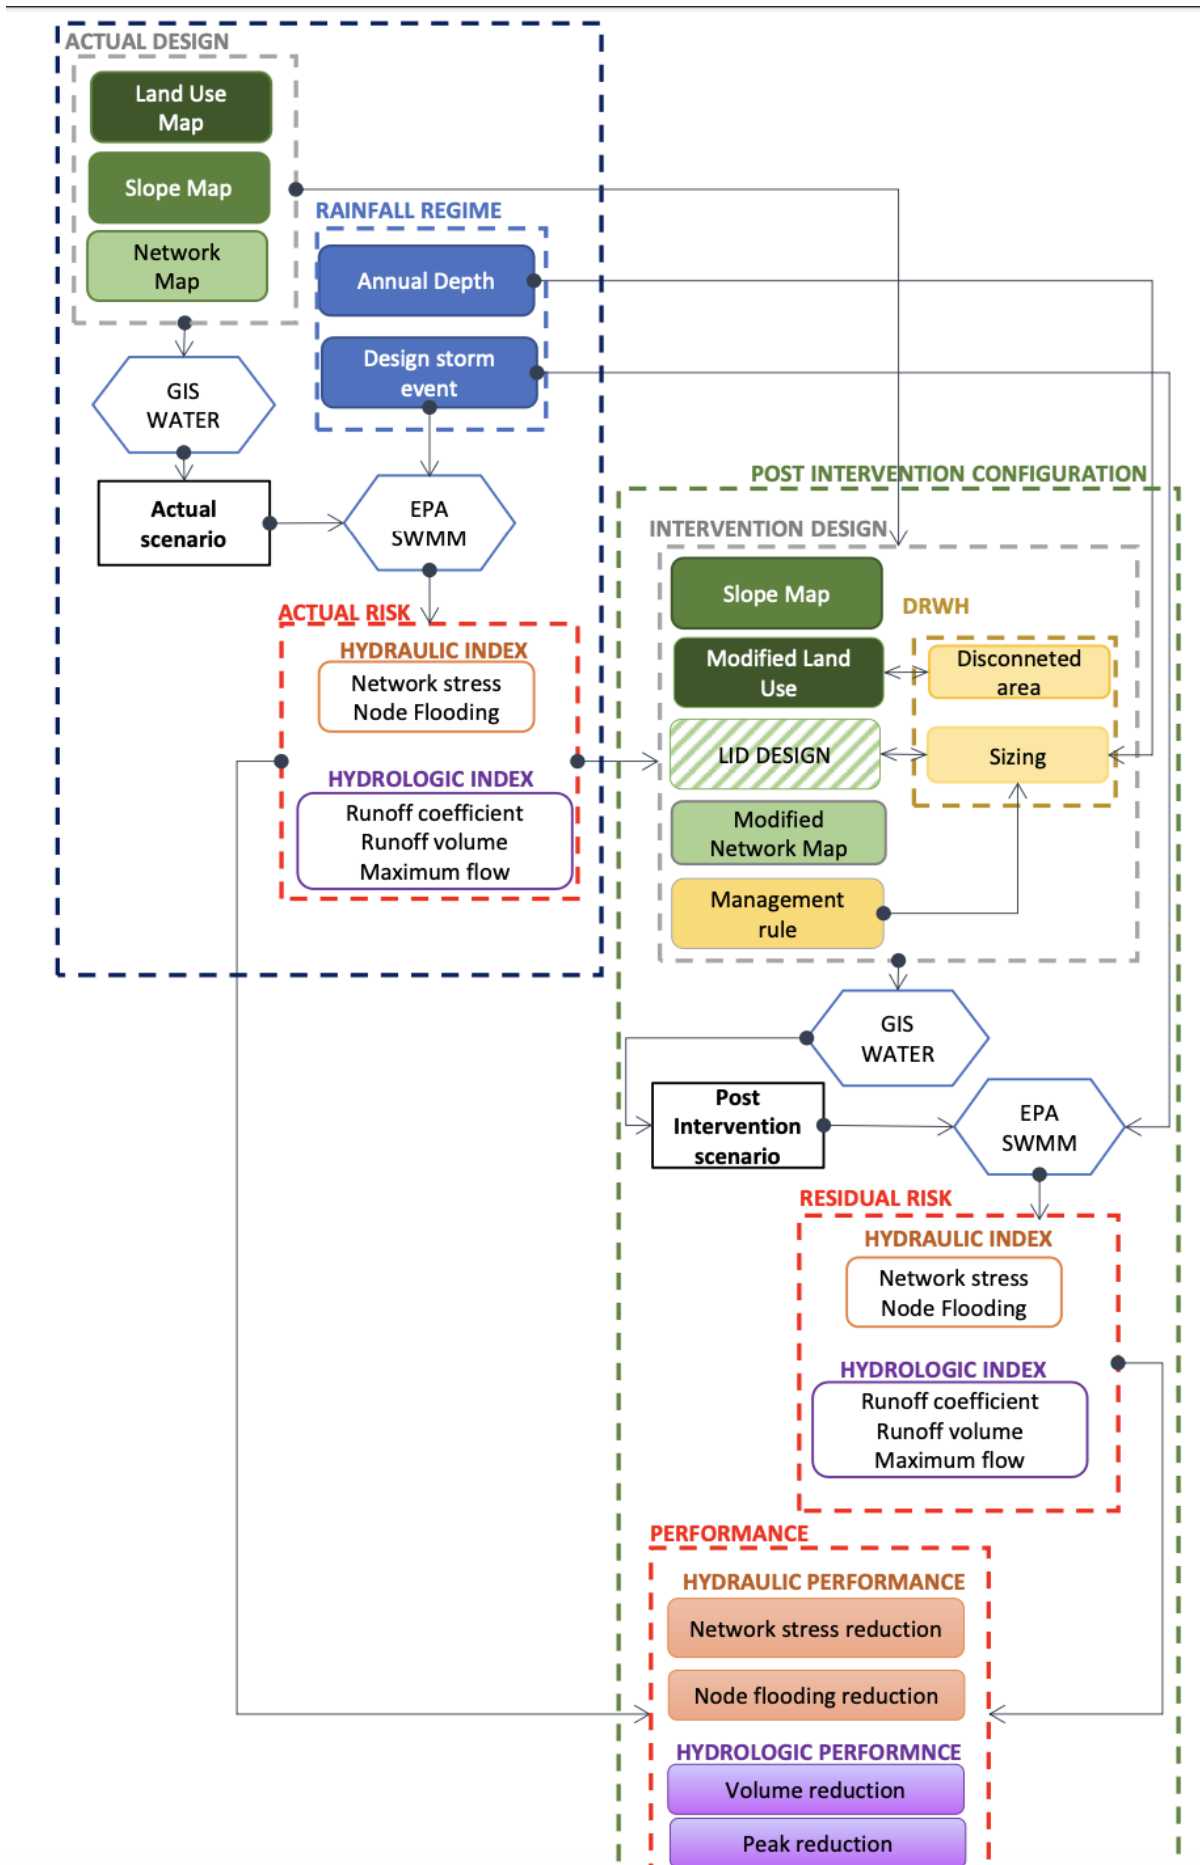 ACTUAL DESIGN
Land Use
Map
Slope Map
Network
Map
RAINFALL REGIME
Annual Depth
Design storm
event
GIS
WATER
Actual
scenario
EPA
SWMM
ACTUAL RISK
HYDRAULIC INDEX
Network stress
Node Flooding
HYDROLOGIC INDEX
Runoff coefficient
Runoff volume
Maximum flow
POST INTERVENTION CONFIGURATION
INTERVENTION DESIGN
Slope Map
DRWH
Modified Land
Use
Disconneted
area
LID DESIGN
Sizing
Modified
Network Map
Management
rule
GIS
WATER
Post
Intervention
scenario
EPA
SWMM
RESIDUAL RISK
HYDRAULIC INDEX
Network stress
Node Flooding
HYDROLOGIC INDEX
Runoff coefficient
Runoff volume
Maximum flow
PERFORMANCE
HYDRAULIC PERFORMANCE
Network stress reduction
Node flooding reduction
HYDROLOGIC PERFORMNCE
Volume reduction
Peak reduction